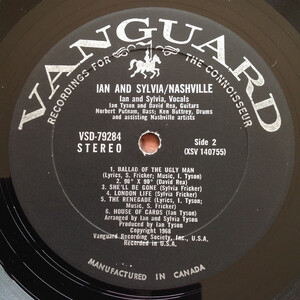 VANGUARD
RECORDINGS FOR THE CONNOISSEUR
IAN AND SYLVIA/NASHVILLE
Ian and Sylvia, Vocals
Ian Tyson and David Rea, Guitars
Norbert Putnam, Bass; Ken Buttrey, Drums
and assisting Nashville artists
VSD-79284
STEREO
Side 2
(XSV 140755)
1. BALLAD OF THE UGLY MAN
(Lyrics, S. Fricker; Music, I. Tyson)
2. 90° X 90° (David Rea)
3. SHE'LL BE GONE (Sylvia Fricker)
4. LONDON LIFE (Sylvia Fricker)
5. THE RENEGADE (Lyrics, I. Tyson;
Music, S. Fricker)
6. HOUSE OF CARDS (Ian Tyson)
Arranged by Ian and Sylvia Tyson
Produced by Ian Tyson
Copyright 1968
Vanguard Recording Society, Inc., U.S.A.
Recorded in U.S.A.
MANUFACTURED IN CANADA